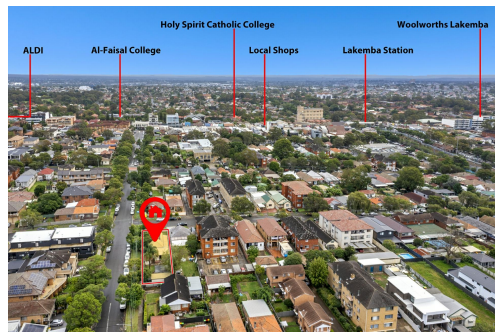 Holy Spirit Catholic College
Woolworths Lakemba
ALDI
Al-Faisal College
Local Shops
Lakemba Station